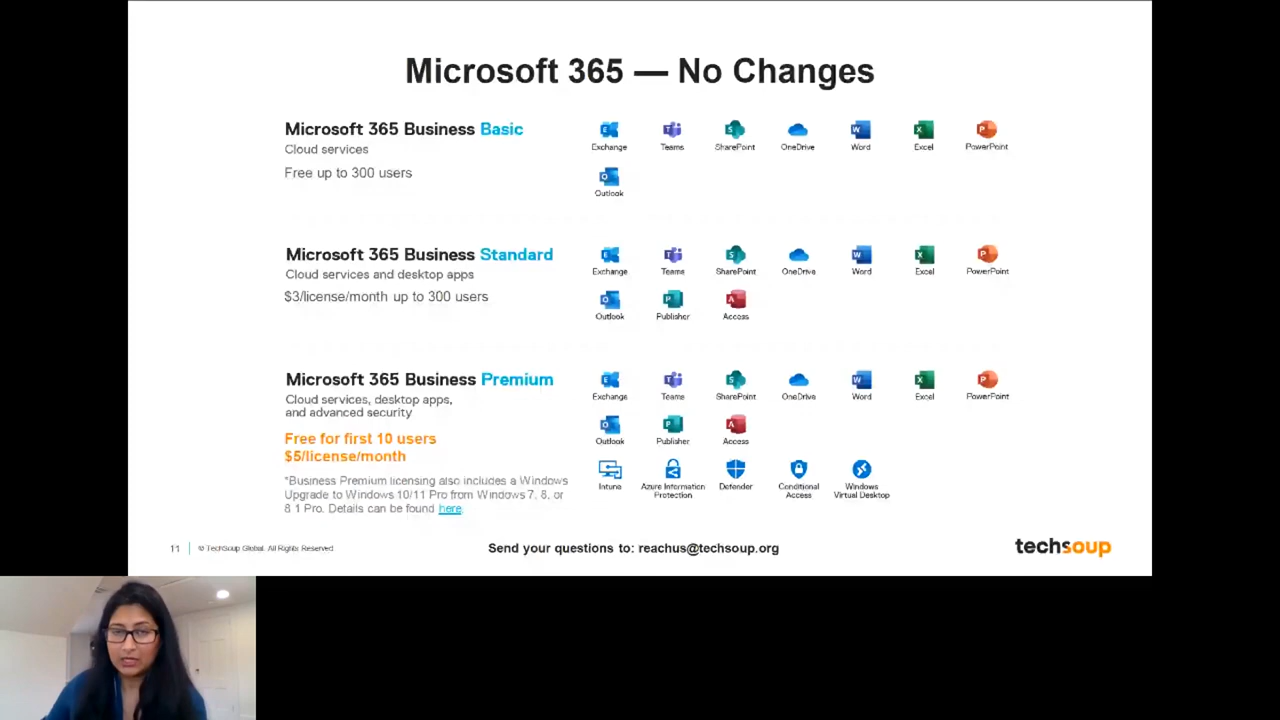 Microsoft 365 — No Changes
Microsoft 365 Business Basic
Cloud services
Free up to 300 users
Exchange Teams SharePoint OneDrive Word Excel PowerPoint
Outlook
Microsoft 365 Business Standard
Cloud services and desktop apps
$3/license/month up to 300 users
Exchange Teams SharePoint OneDrive Word Excel PowerPoint
Outlook Publisher Access
Microsoft 365 Business Premium
Cloud services, desktop apps,
and advanced security
Free for first 10 users
$5/license/month
*Business Premium licensing also includes a Windows
Upgrade to Windows 10/11 Pro from Windows 7, 8, or
8.1 Pro. Details can be found here.
Exchange Teams SharePoint OneDrive Word Excel PowerPoint
Outlook Publisher Access
Intune Azure Information Defender Conditional Windows
Protection Access Virtual Desktop
11 © TechSoup Global. All Rights Reserved
Send your questions to: reachus@techsoup.org
techsoup